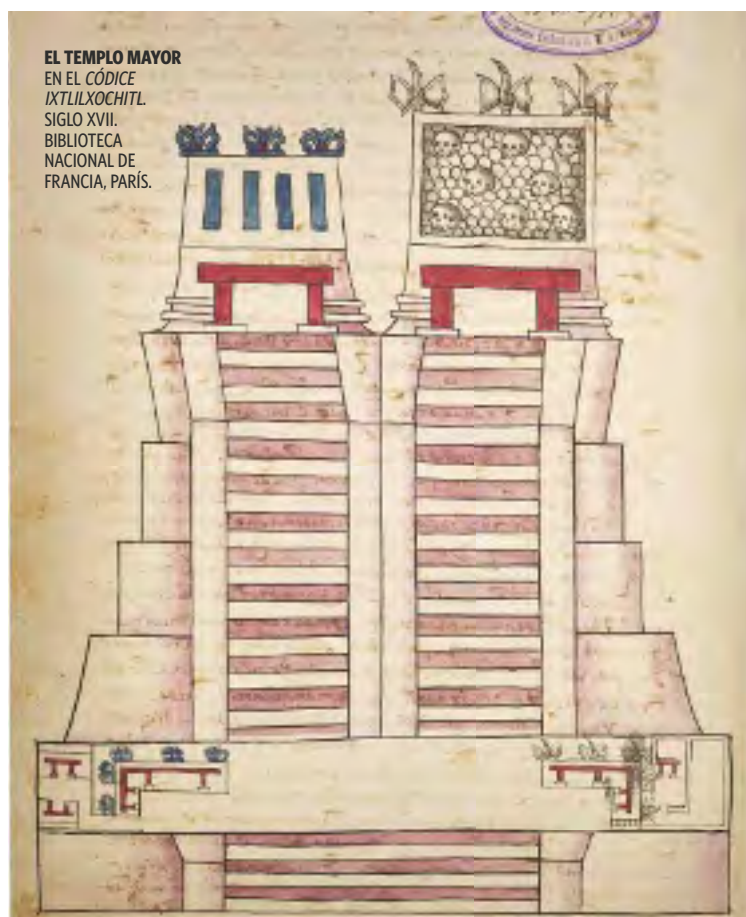 EL TEMPLO MAYOR
EN EL CÓDICE
IXTLILXOCHITL.
SIGLO XVII.
BIBLIOTECA
NACIONAL DE
FRANCIA, PARÍS.